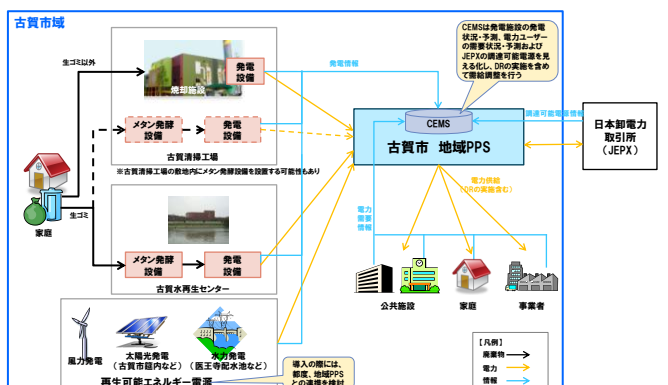 古賀市域
CEMSは発電施設の発電
状況・予測、電力ユーザー
の需要状況・予測および
JEPXの調達可能電源を見
える化し、DRの実施を含め
て需給調整を行う
生ゴミ以外
焼却施設
発電
設備
発電情報
メタン発酵
設備
発電
設備
古賀清掃工場
※古賀清掃工場の敷地内にメタン発酵設備を設置する可能性もあり
CEMS
古賀市 地域PPS
調達可能電源情報
日本卸電力
取引所
(JEPX)
家庭
生ゴミ
メタン発酵
設備
発電
設備
古賀水再生センター
電力供給
(DRの実施含む)
電力
需要
情報
公共施設
家庭
事業者
風力発電
太陽光発電
(古賀市舘内など)
水力発電
(医王寺配水池など)
再生可能エネルギー電源
導入の際には、
都度、地域PPS
との連携を検討
【凡例】
廃棄物
電力
情報